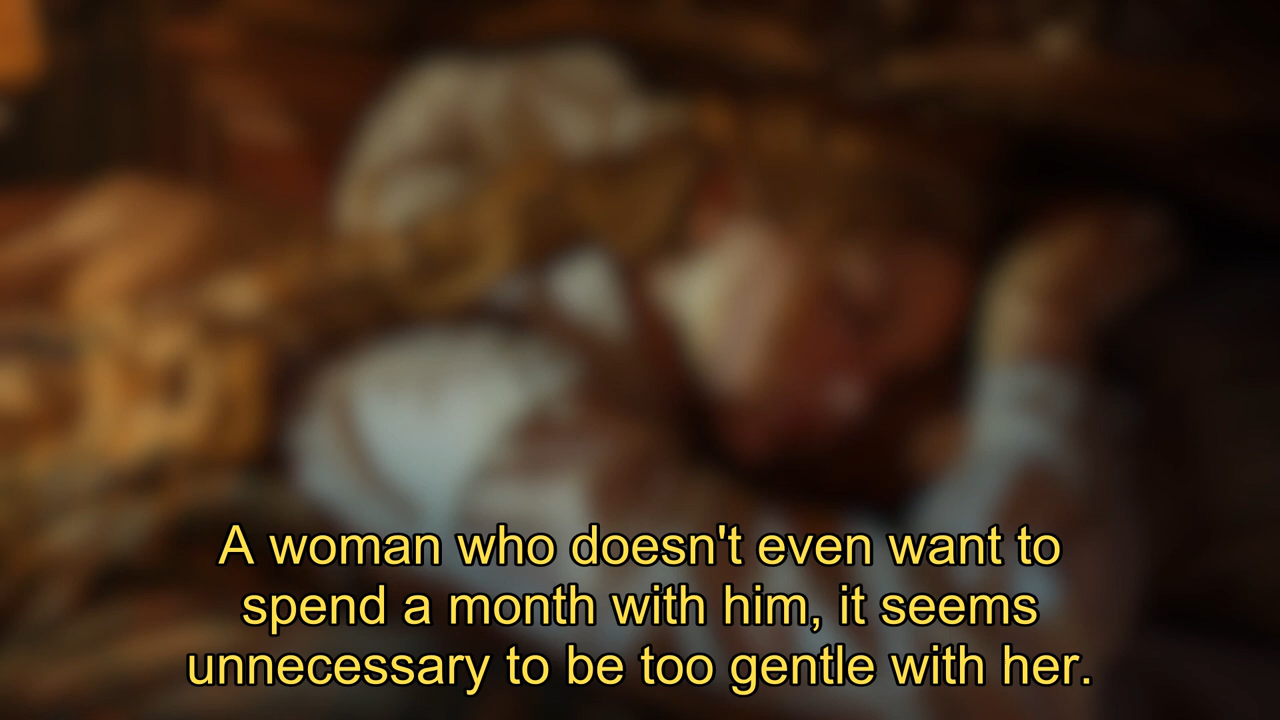 A woman who doesn't even want to
spend a month with him, it seems
unnecessary to be too gentle with her.